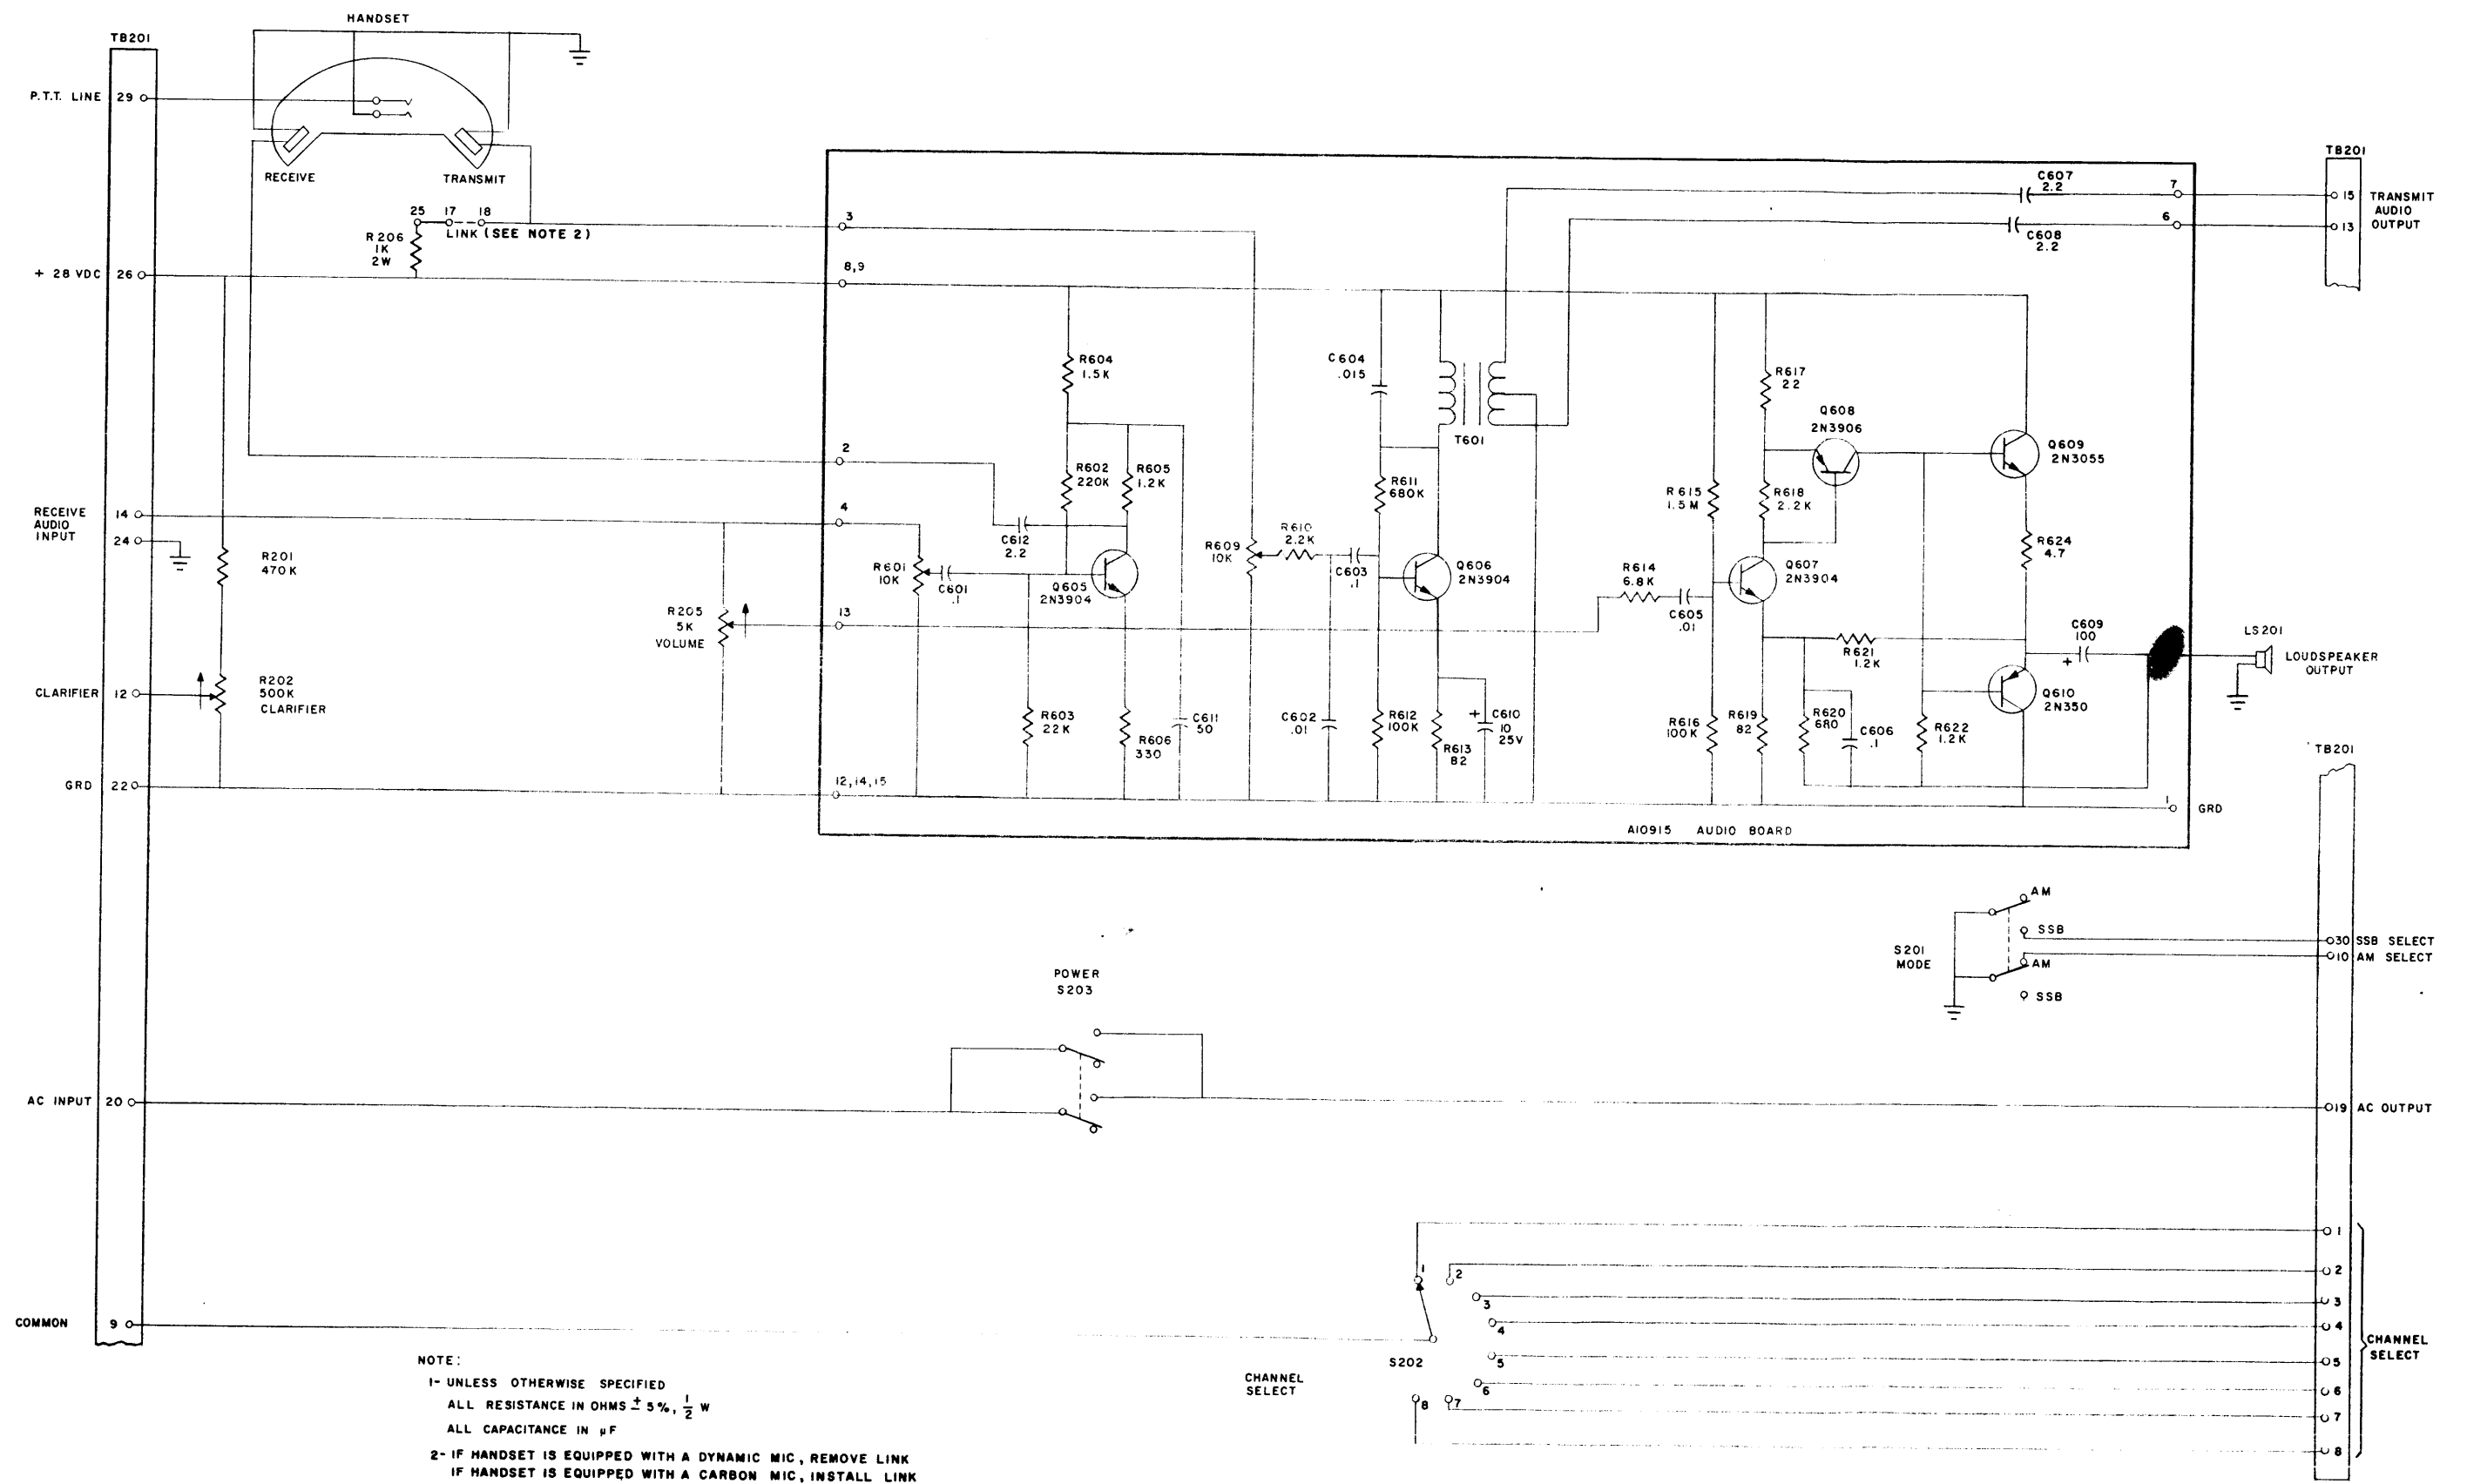 HANDSET
TB201
P.T.T. LINE 29
RECEIVE
TRANSMIT
25 17 18
LINK (SEE NOTE 2)
R206
1K
2W
+ 28 VDC 26
3
8,9
C607
2.2
7
6
C608
2.2
TB201
15 TRANSMIT
AUDIO
OUTPUT
13
R604
1.5K
C604
.015
T601
R617
22
Q608
2N3906
Q609
2N3055
2
R602
220K
R605
1.2K
R611
680K
R615
1.5M
R618
2.2K
RECEIVE
AUDIO
INPUT
14
24
4
C612
2.2
R609
10K
R610
2.2K
C603
.1
Q606
2N3904
Q607
2N3904
R624
4.7
R201
470K
R601
10K
C601
.1
Q605
2N3904
R614
6.8K
C605
.01
R205
5K
VOLUME
13
R621
1.2K
C609
100
+
LS201
LOUDSPEAKER
OUTPUT
CLARIFIER 12
R202
500K
CLARIFIER
Q610
2N350
R603
22K
R606
330
C611
50
C602
.01
R612
100K
R613
82
+
C610
10
25V
R616
100K
R619
82
R620
680
C606
.1
R622
1.2K
GRD 22
12,14,15
1
GRD
A10915 AUDIO BOARD
TB201
AM
SSB
S201
MODE
AM
SSB
30 SSB SELECT
10 AM SELECT
POWER
S203
AC INPUT 20
19 AC OUTPUT
COMMON 9
1
2
3
4
5
6
7
8
S202
CHANNEL
SELECT
1
2
3
4
5
6
7
8
CHANNEL
SELECT
NOTE:
1- UNLESS OTHERWISE SPECIFIED
ALL RESISTANCE IN OHMS ± 5%, 1/2 W
ALL CAPACITANCE IN μF
2- IF HANDSET IS EQUIPPED WITH A DYNAMIC MIC, REMOVE LINK
IF HANDSET IS EQUIPPED WITH A CARBON MIC, INSTALL LINK